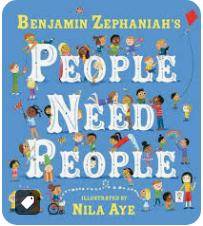 BENJAMIN ZEPHANIAH'S
PEOPLE
NEED
PEOPLE
ILLUSTRATED BY
NILA AYE